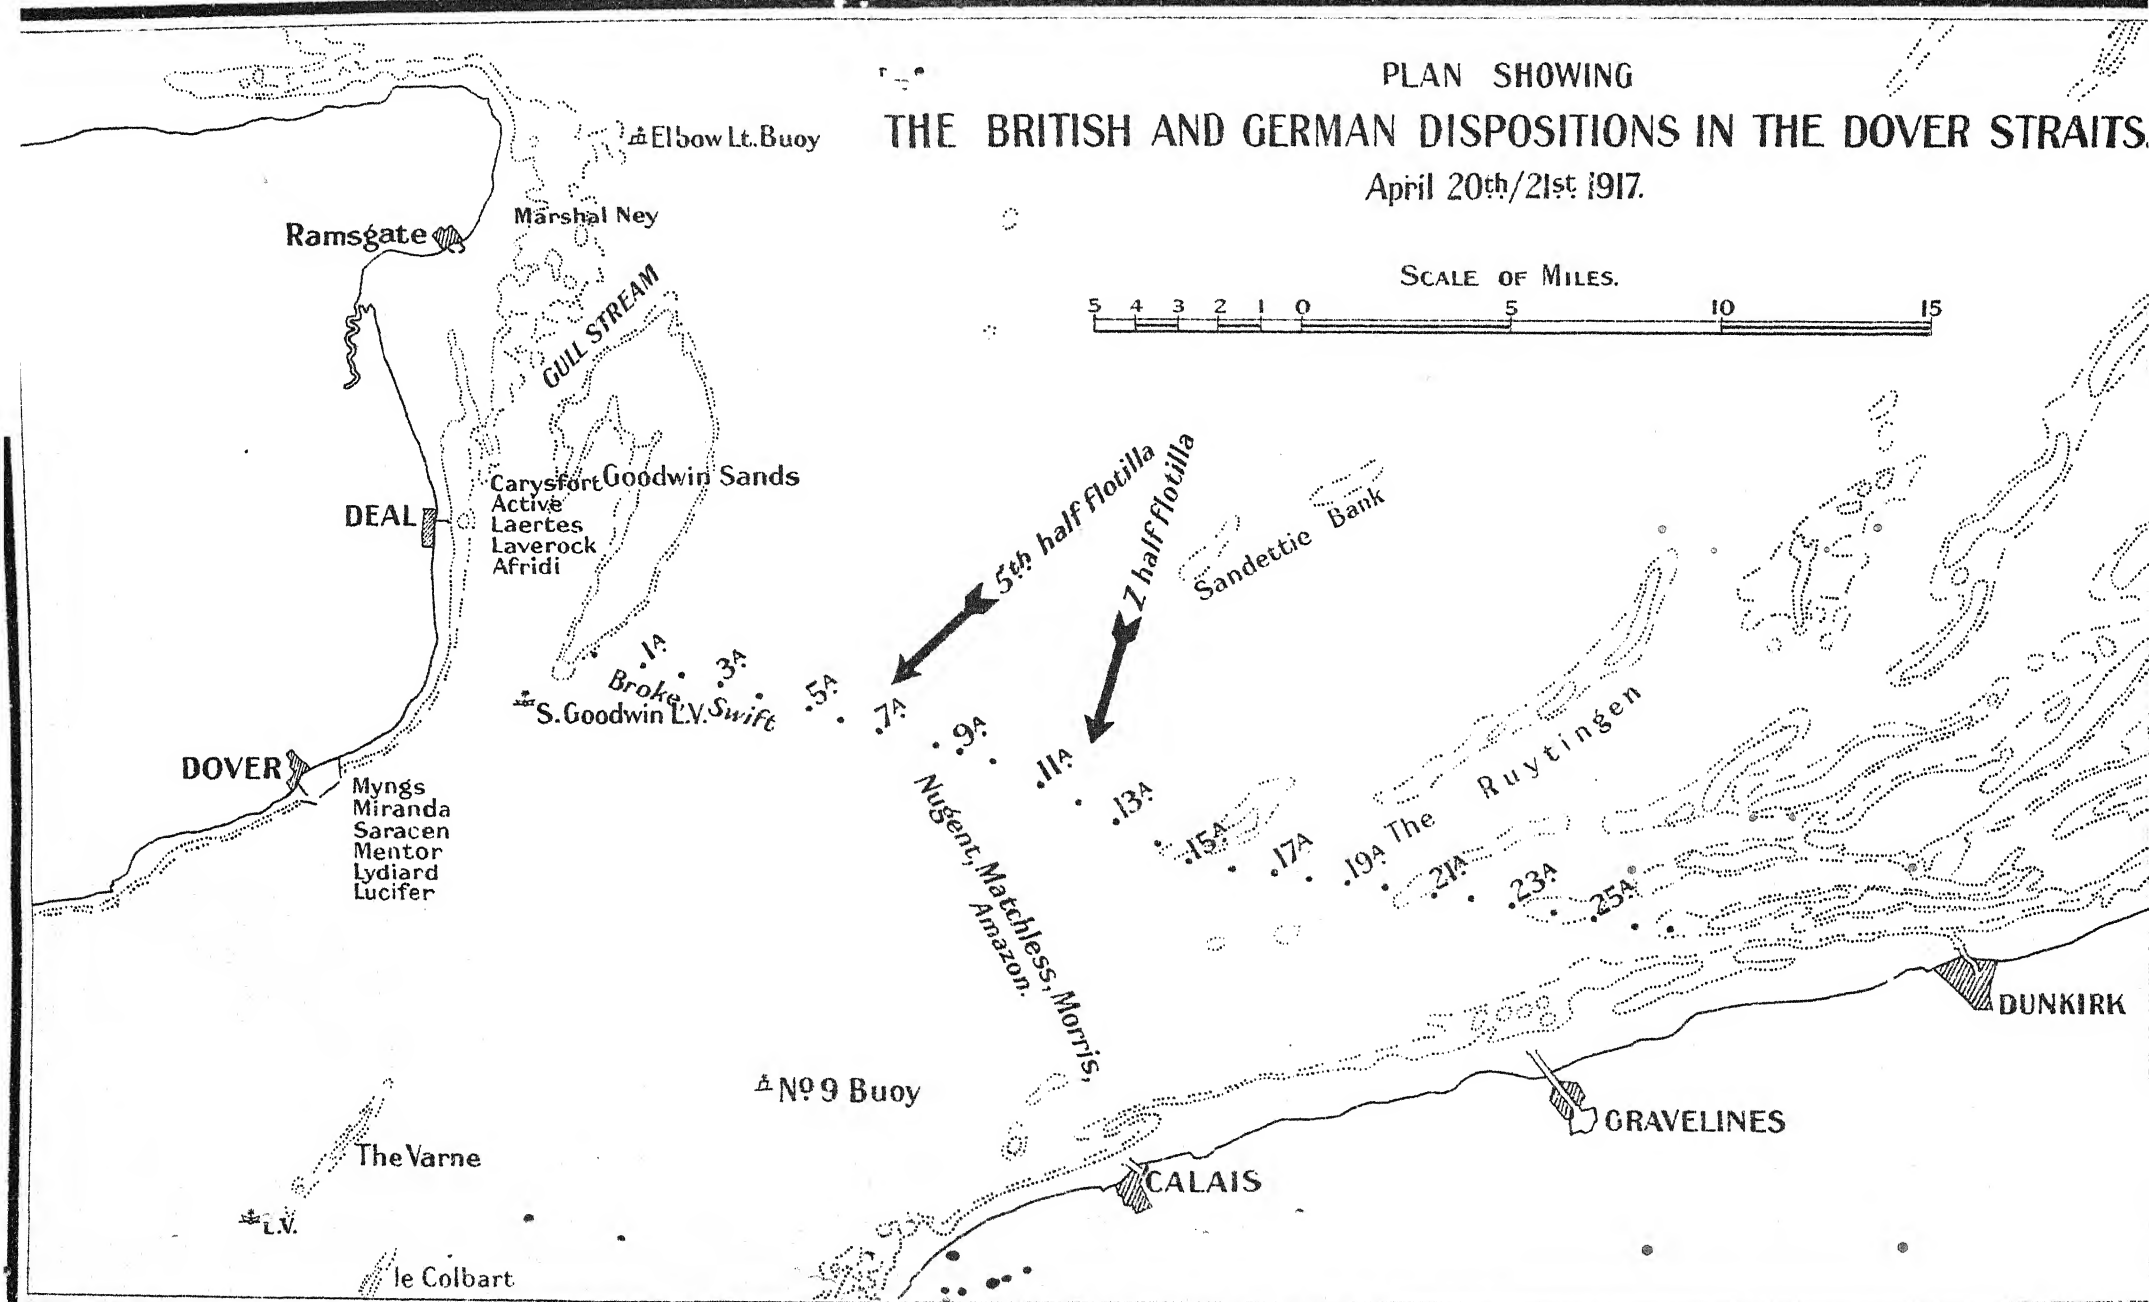 PLAN SHOWING
THE BRITISH AND GERMAN DISPOSITIONS IN THE DOVER STRAITS.
April 20th/21st 1917.
SCALE OF MILES.
5 4 3 2 1 0 5 10 15
Elbow Lt. Buoy
Marshal Ney
Ramsgate
GULL STREAM
Goodwin Sands
DEAL
Carysfort
Active
Laertes
Laverock
Afridi
5th half flotilla
Z half flotilla
Sandettie Bank
1A
3A
5A
7A
9A
11A
13A
15A
17A
19A
21A
23A
25A
Broke
Swift
S. Goodwin L.V.
DOVER
Myngs
Miranda
Saracen
Mentor
Lydiard
Lucifer
The Ruytingen
Nugent, Matchless, Morris,
Amazon.
DUNKIRK
No 9 Buoy
GRAVELINES
The Varne
CALAIS
L.V.
le Colbart